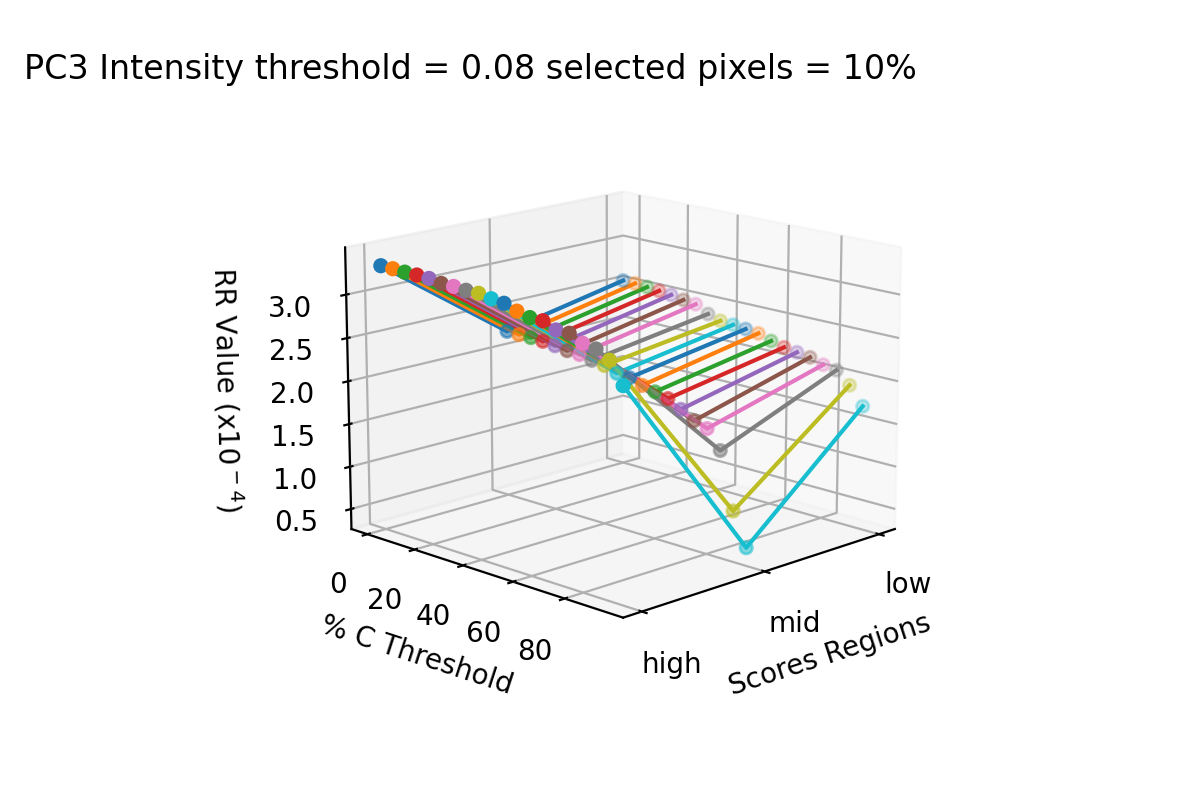 PC3 Intensity threshold = 0.08 selected pixels = 10%
RR Value (x10⁻⁴)
3.0
2.5
2.0
1.5
1.0
0.5
0
20
40
60
80
% C Threshold
high
mid
low
Scores Regions